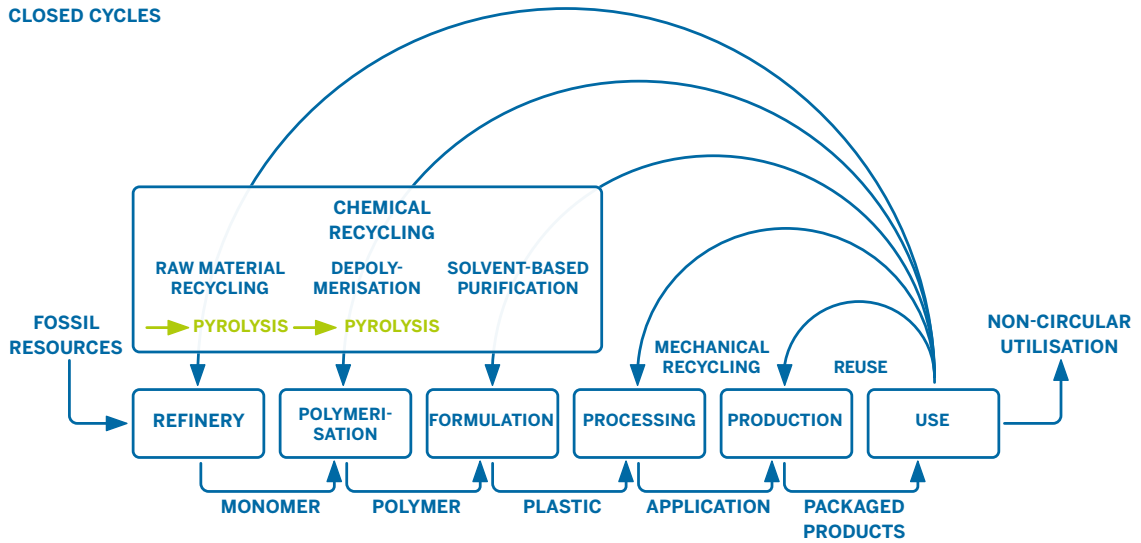 CLOSED CYCLES
CHEMICAL
RECYCLING
RAW MATERIAL
RECYCLING
DEPOLY-
MERISATION
SOLVENT-BASED
PURIFICATION
PYROLYSIS
PYROLYSIS
FOSSIL
RESOURCES
MECHANICAL
RECYCLING
REUSE
NON-CIRCULAR
UTILISATION
REFINERY
POLYMERI-
SATION
FORMULATION
PROCESSING
PRODUCTION
USE
MONOMER
POLYMER
PLASTIC
APPLICATION
PACKAGED
PRODUCTS